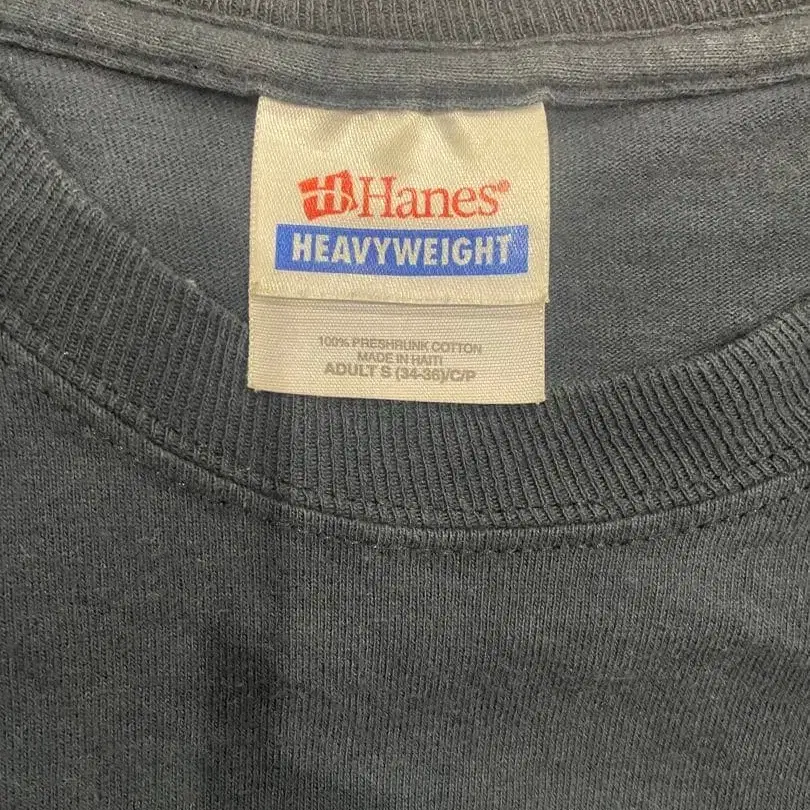 Hanes®
HEAVYWEIGHT
100% PRESHRUNK COTTON
MADE IN HAITI
ADULT S (34-36)/C/P